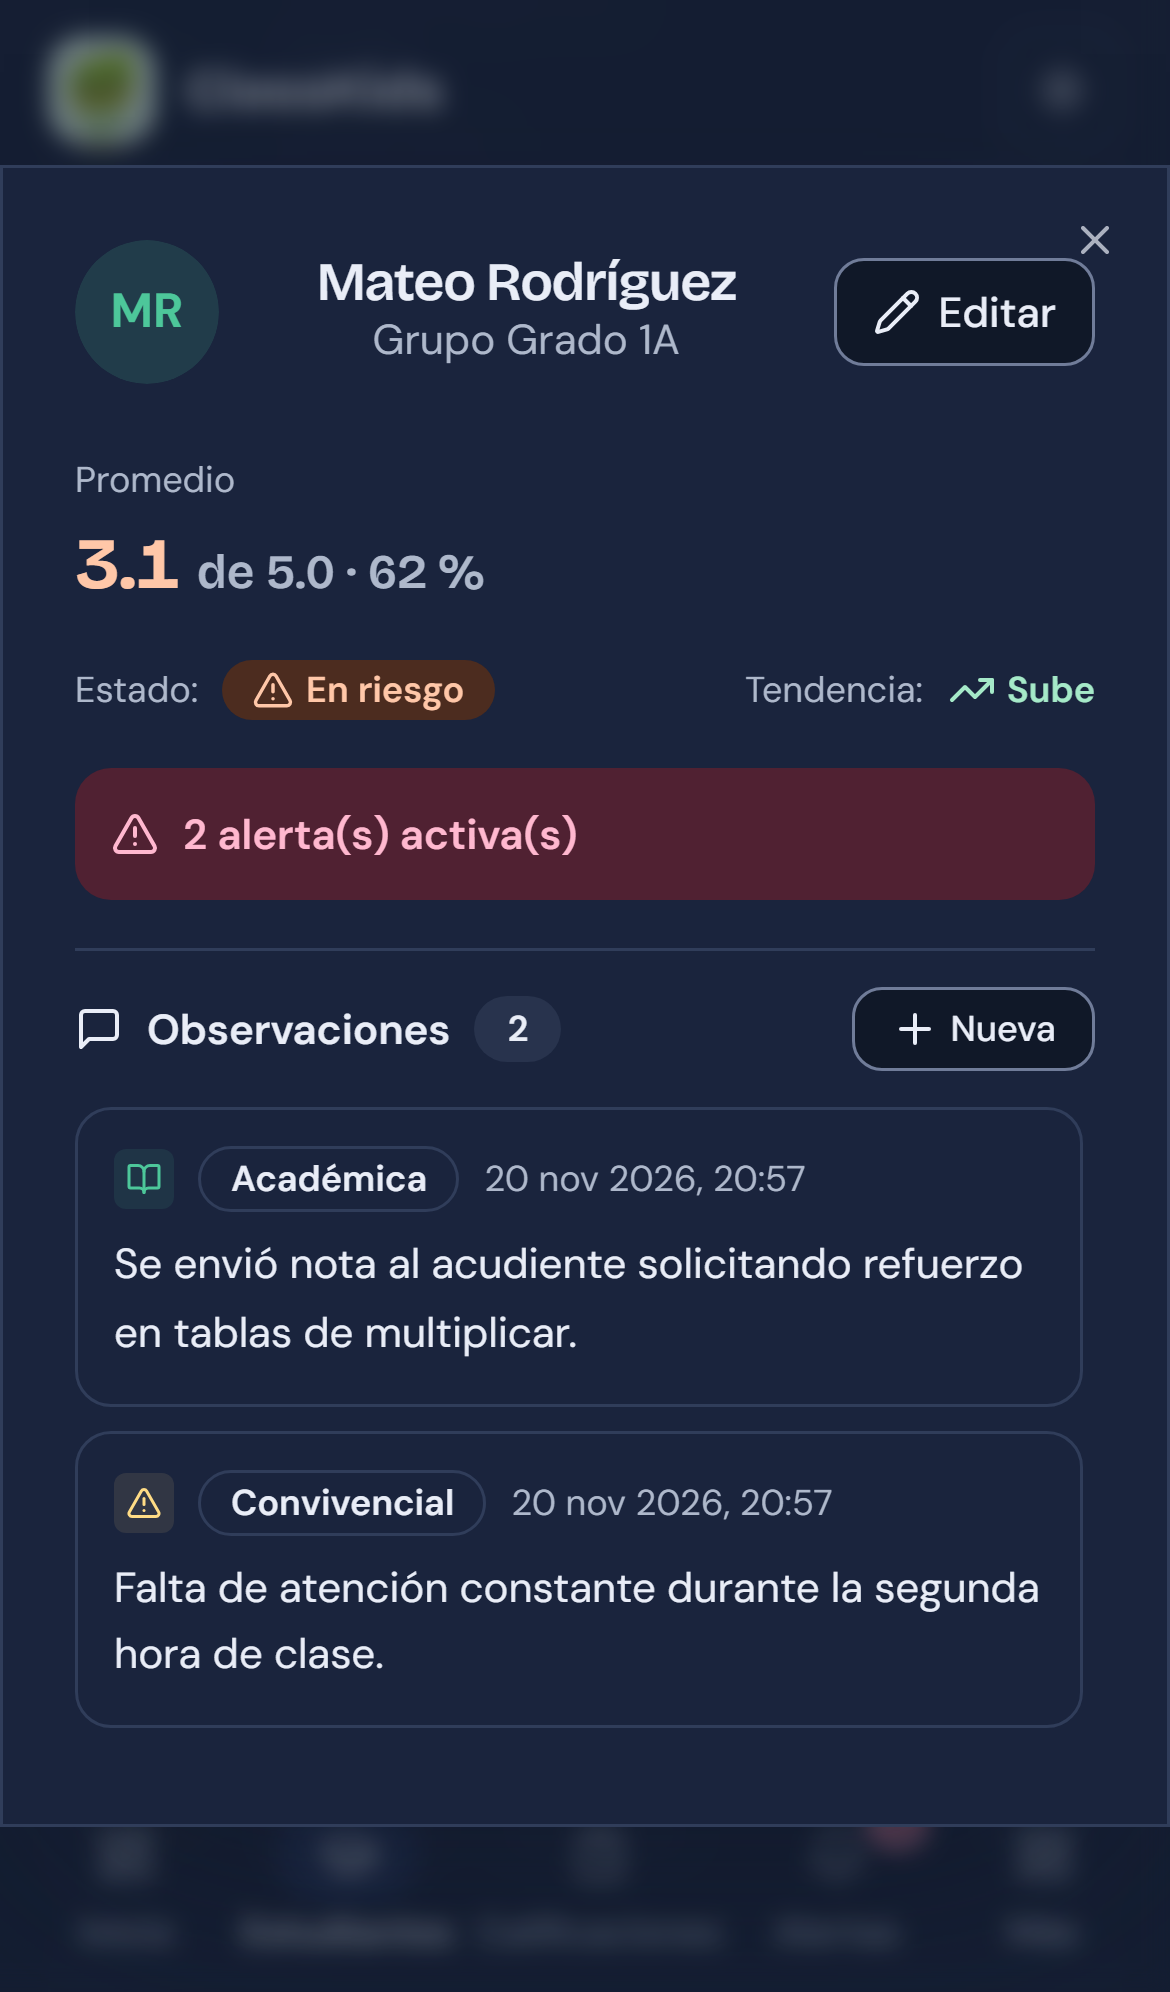 MR
Mateo Rodríguez
Grupo Grado 1A
Editar
Promedio
3.1 de 5.0 · 62 %
Estado: En riesgo
Tendencia: Sube
2 alerta(s) activa(s)
Observaciones 2
Nueva
Académica 20 nov 2026, 20:57
Se envió nota al acudiente solicitando refuerzo
en tablas de multiplicar.
Convivencial 20 nov 2026, 20:57
Falta de atención constante durante la segunda
hora de clase.